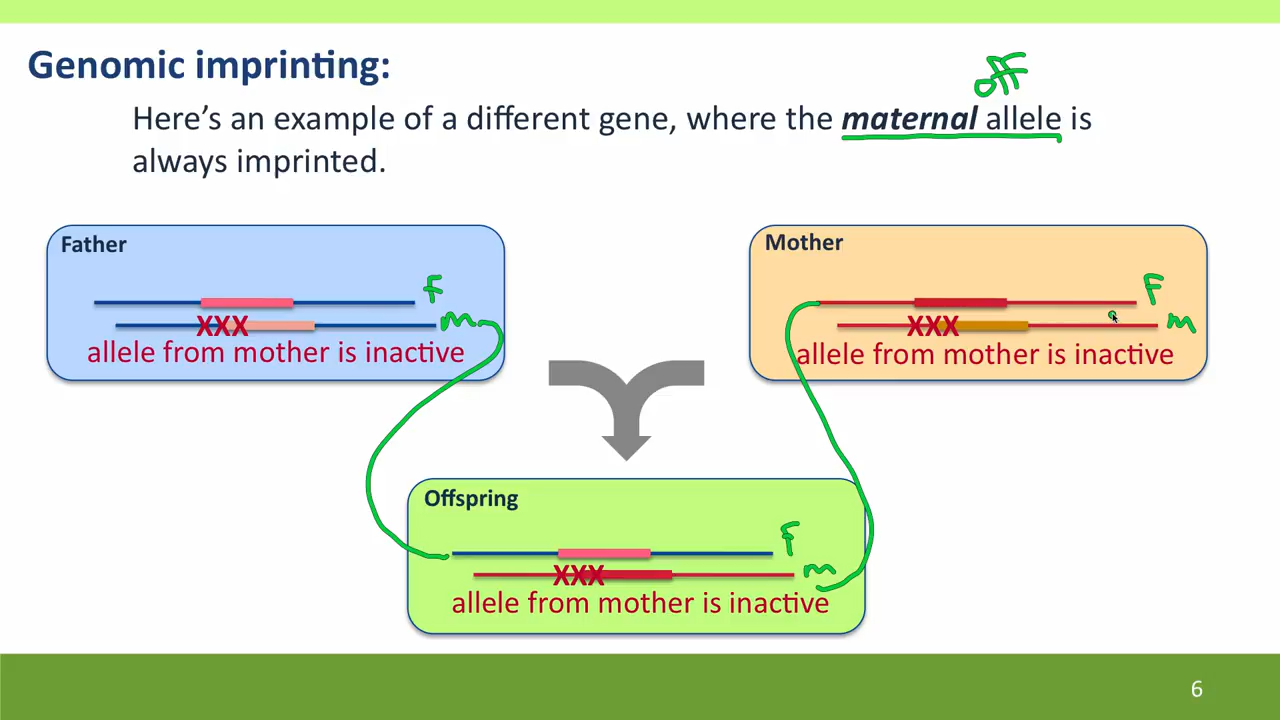 Genomic imprinting:
off
Here's an example of a different gene, where the maternal allele is
always imprinted.
Father
F
XXX m
allele from mother is inactive
Mother
F
XXX m
allele from mother is inactive
Offspring
F
XXX m
allele from mother is inactive
6